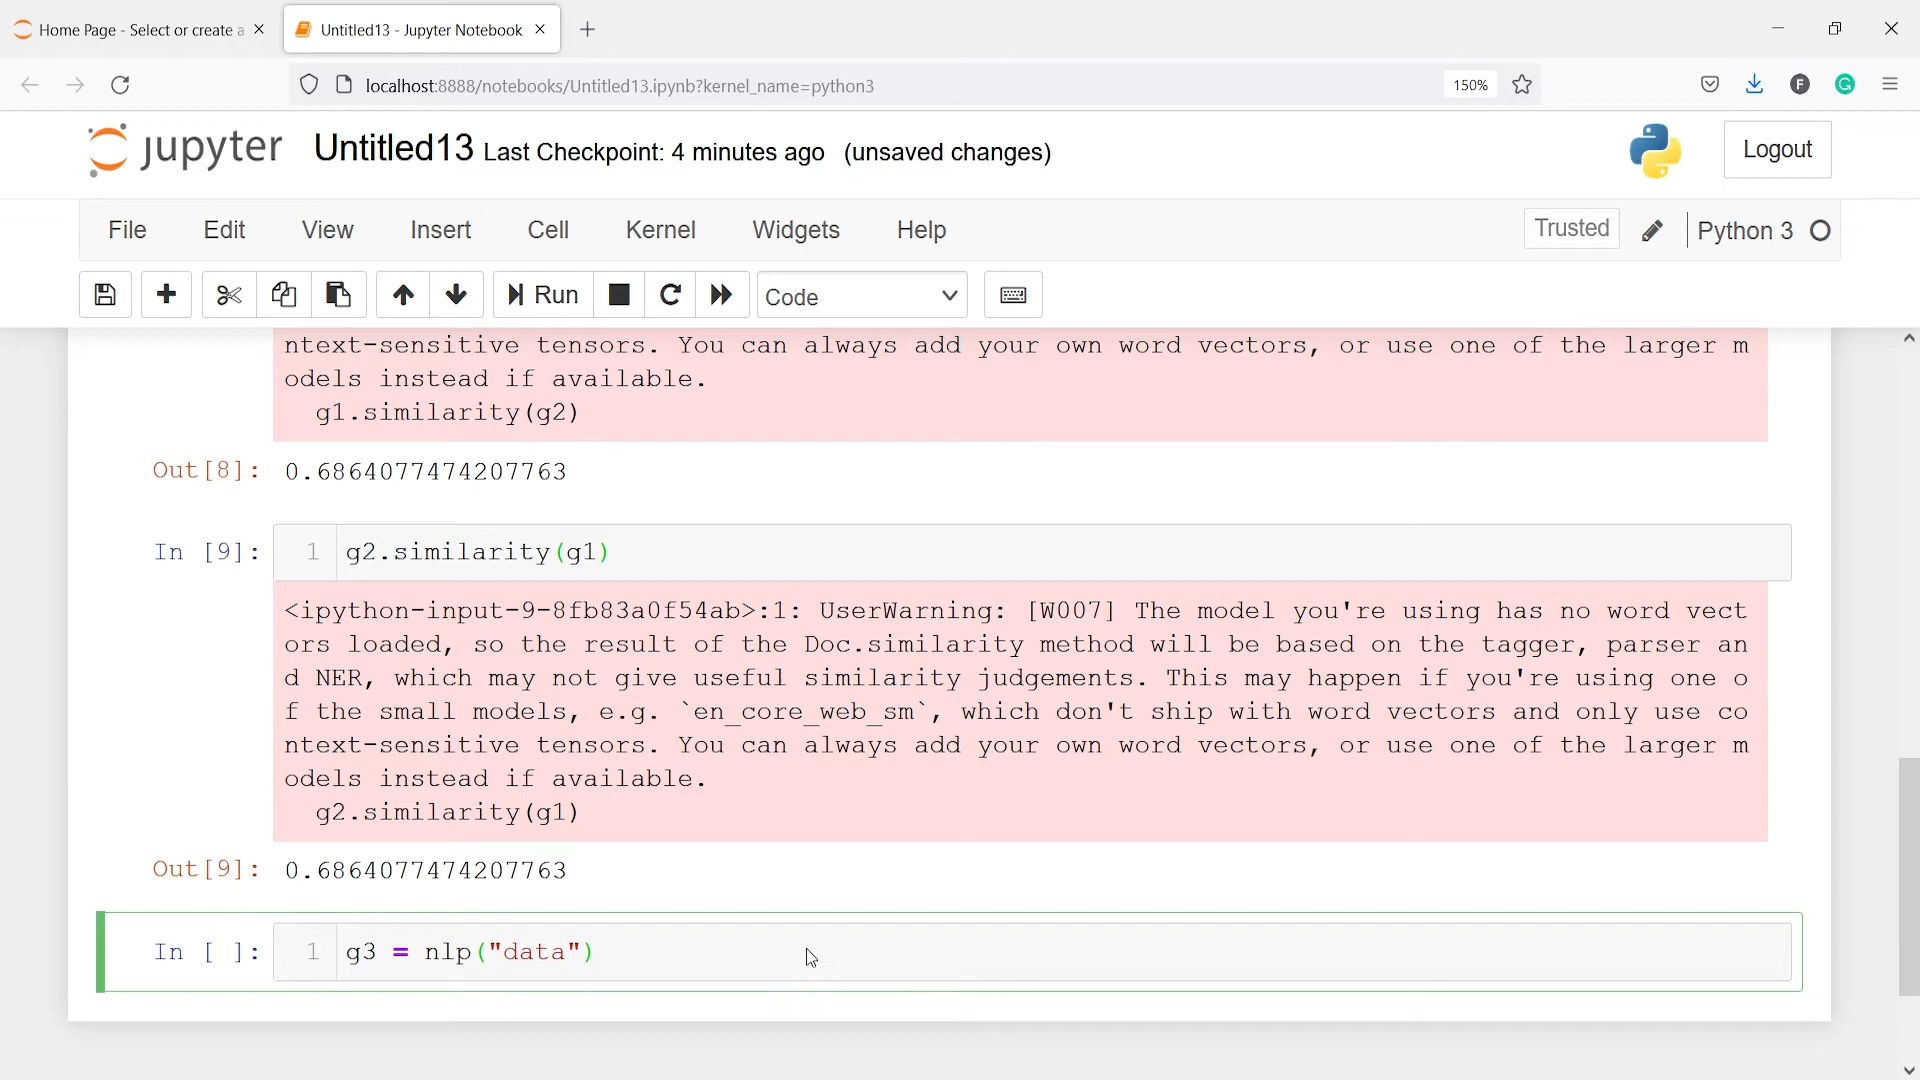 Home Page - Select or create a
Untitled13 - Jupyter Notebook
localhost:8888/notebooks/Untitled13.ipynb?kernel_name=python3
150%
F
G
jupyter Untitled13 Last Checkpoint: 4 minutes ago (unsaved changes)
Logout
File Edit View Insert Cell Kernel Widgets Help
Trusted
Python 3
Run
Code
ntext-sensitive tensors. You can always add your own word vectors, or use one of the larger m
odels instead if available.
g1.similarity(g2)
Out[8]: 0.6864077474207763
In [9]: 1 g2.similarity(g1)
<ipython-input-9-8fb83a0f54ab>:1: UserWarning: [W007] The model you're using has no word vect
ors loaded, so the result of the Doc.similarity method will be based on the tagger, parser an
d NER, which may not give useful similarity judgements. This may happen if you're using one o
f the small models, e.g. `en_core_web_sm`, which don't ship with word vectors and only use co
ntext-sensitive tensors. You can always add your own word vectors, or use one of the larger m
odels instead if available.
g2.similarity(g1)
Out[9]: 0.6864077474207763
In [ ]: 1 g3 = nlp("data")